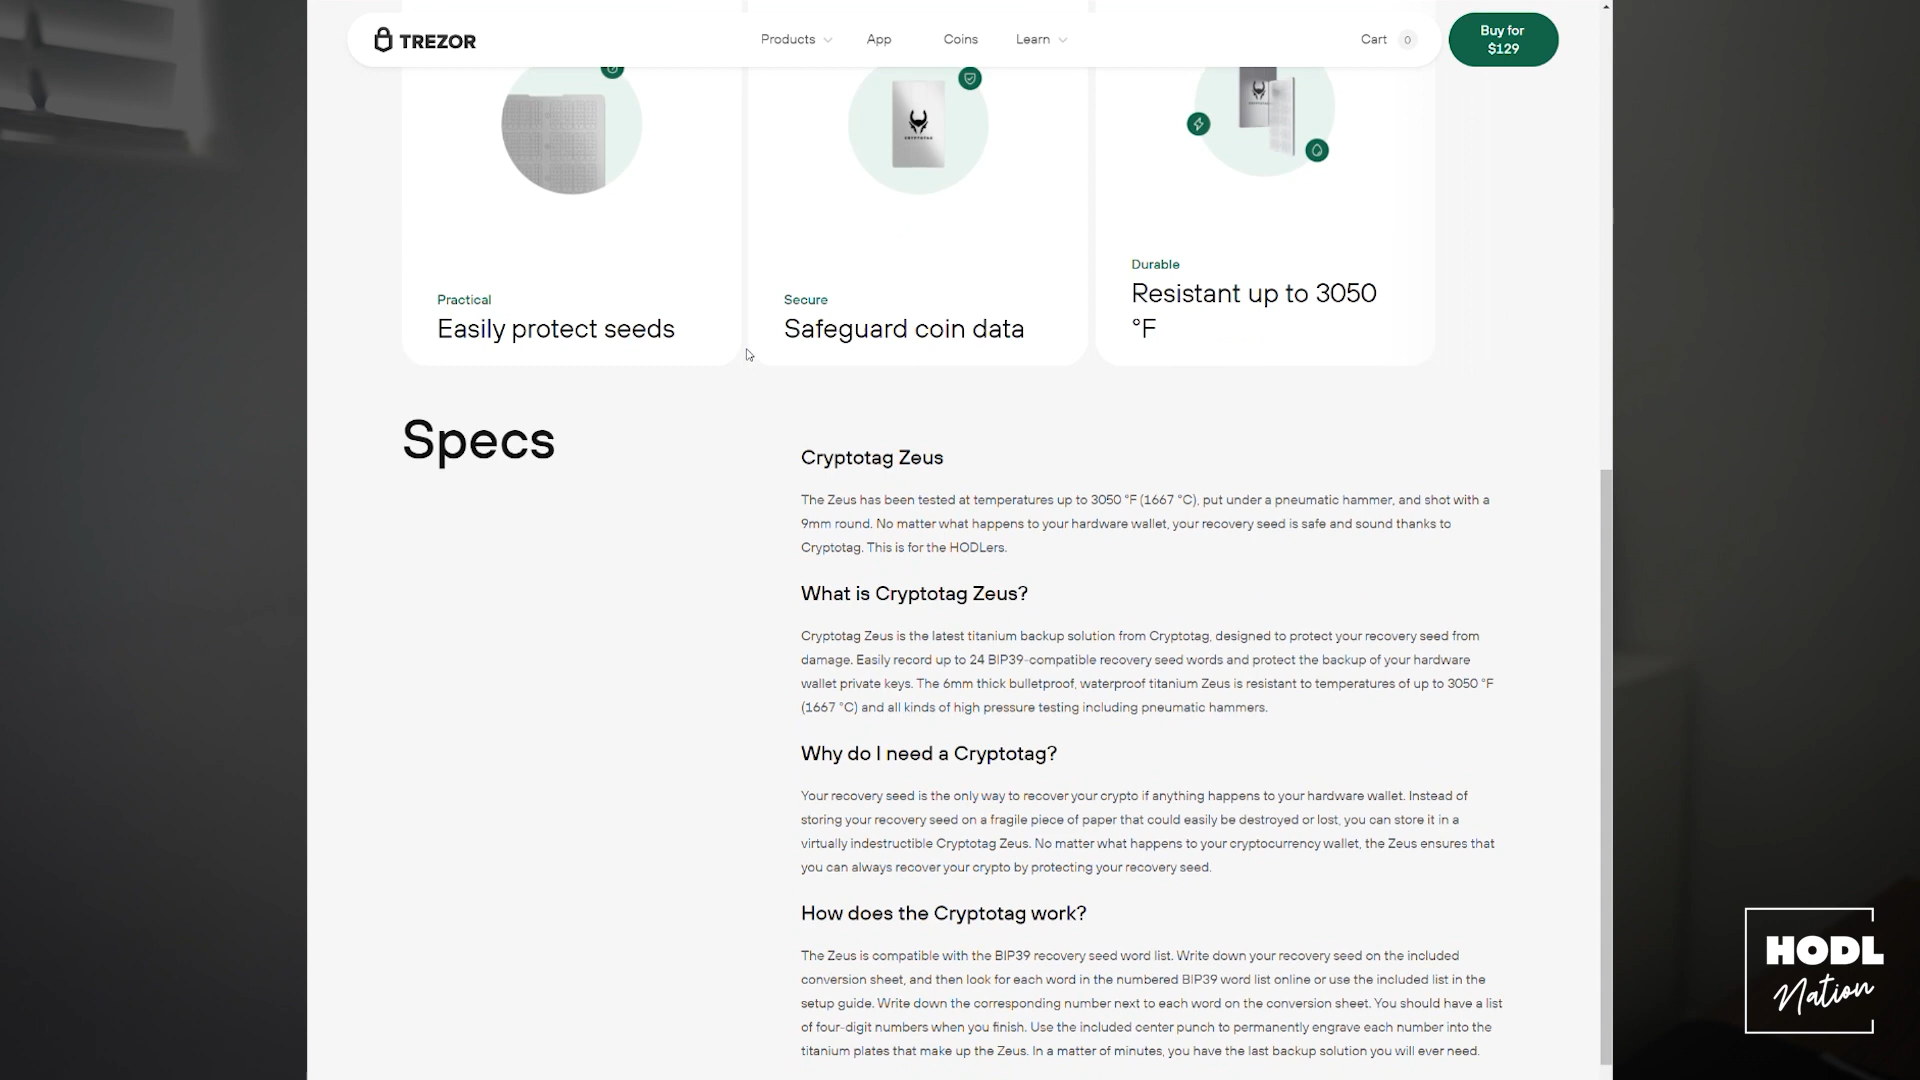 TREZOR
Products
App
Coins
Learn
Cart 0
Buy for
$129
CRYPTOTAG
Practical
Easily protect seeds
Secure
Safeguard coin data
Durable
Resistant up to 3050
°F
Specs
Cryptotag Zeus
The Zeus has been tested at temperatures up to 3050 °F (1667 °C), put under a pneumatic hammer, and shot with a
9mm round. No matter what happens to your hardware wallet, your recovery seed is safe and sound thanks to
Cryptotag. This is for the HODLers.
What is Cryptotag Zeus?
Cryptotag Zeus is the latest titanium backup solution from Cryptotag, designed to protect your recovery seed from
damage. Easily record up to 24 BIP39-compatible recovery seed words and protect the backup of your hardware
wallet private keys. The 6mm thick bulletproof, waterproof titanium Zeus is resistant to temperatures of up to 3050 °F
(1667 °C) and all kinds of high pressure testing including pneumatic hammers.
Why do I need a Cryptotag?
Your recovery seed is the only way to recover your crypto if anything happens to your hardware wallet. Instead of
storing your recovery seed on a fragile piece of paper that could easily be destroyed or lost, you can store it in a
virtually indestructible Cryptotag Zeus. No matter what happens to your cryptocurrency wallet, the Zeus ensures that
you can always recover your crypto by protecting your recovery seed.
How does the Cryptotag work?
The Zeus is compatible with the BIP39 recovery seed word list. Write down your recovery seed on the included
conversion sheet, and then look for each word in the numbered BIP39 word list online or use the included list in the
setup guide. Write down the corresponding number next to each word on the conversion sheet. You should have a list
of four-digit numbers when you finish. Use the included center punch to permanently engrave each number into the
titanium plates that make up the Zeus. In a matter of minutes, you have the last backup solution you will ever need.
HODL
Nation